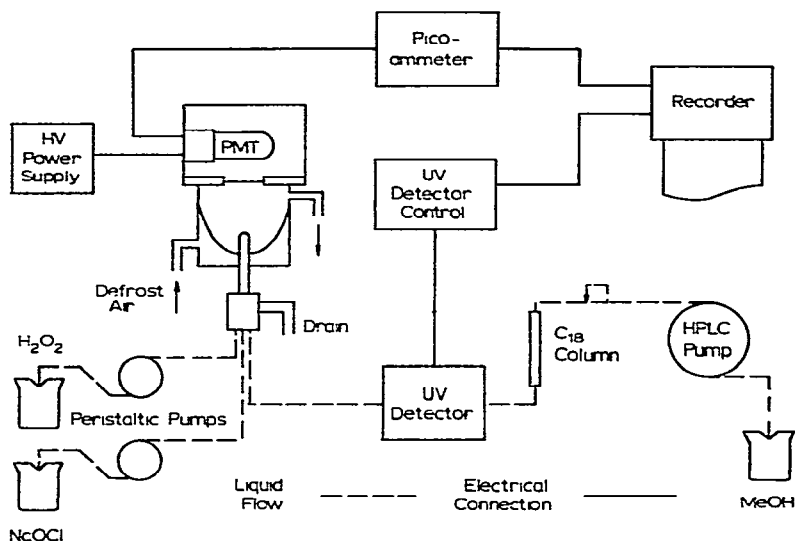 Pico-
ammeter
Recorder
HV
Power
Supply
PMT
UV
Detector
Control
Defrost
Air
Drain
H₂O₂
C₁₈
Column
HPLC
Pump
UV
Detector
Peristaltic Pumps
Liquid
Flow
Electrical
Connection
MeOH
NaOCl